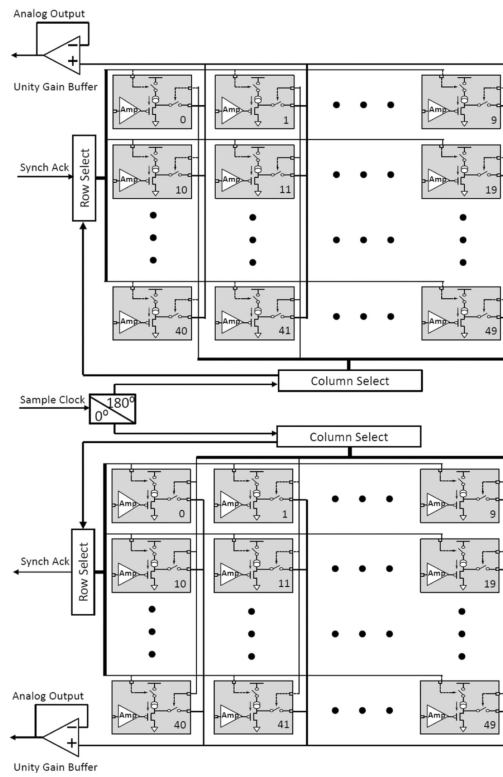 Analog Output
Unity Gain Buffer
Amp Amp Amp
0 1 9
Synch Ack
Row Select
Amp Amp Amp
10 11 19
Amp Amp Amp
40 41 49
Column Select
Sample Clock
0º 180º
Column Select
Amp Amp Amp
0 1 9
Synch Ack
Row Select
Amp Amp Amp
10 11 19
Analog Output
Amp Amp Amp
40 41 49
Unity Gain Buffer